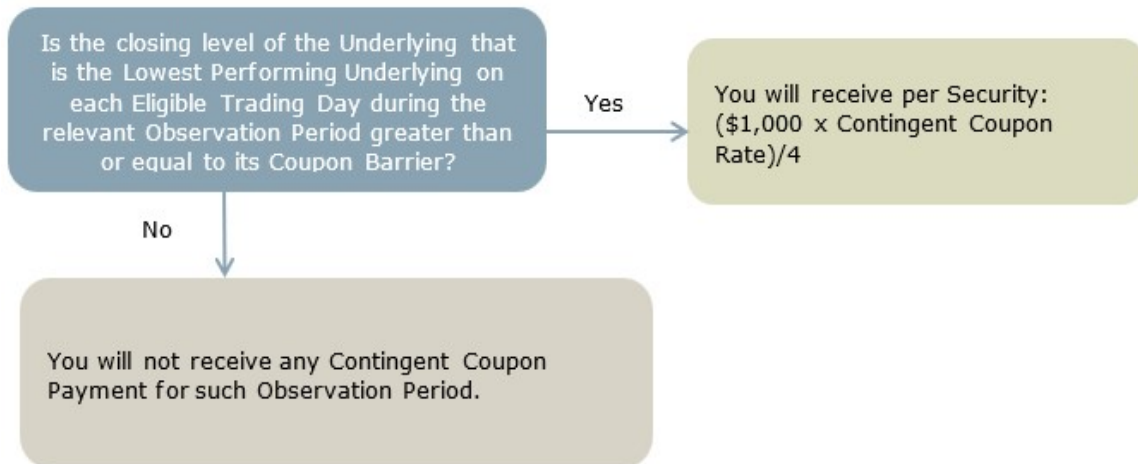 Is the closing level of the Underlying that
is the Lowest Performing Underlying on
each Eligible Trading Day during the
relevant Observation Period greater than
or equal to its Coupon Barrier?
Yes
You will receive per Security:
($1,000 x Contingent Coupon
Rate)/4
No
You will not receive any Contingent Coupon
Payment for such Observation Period.